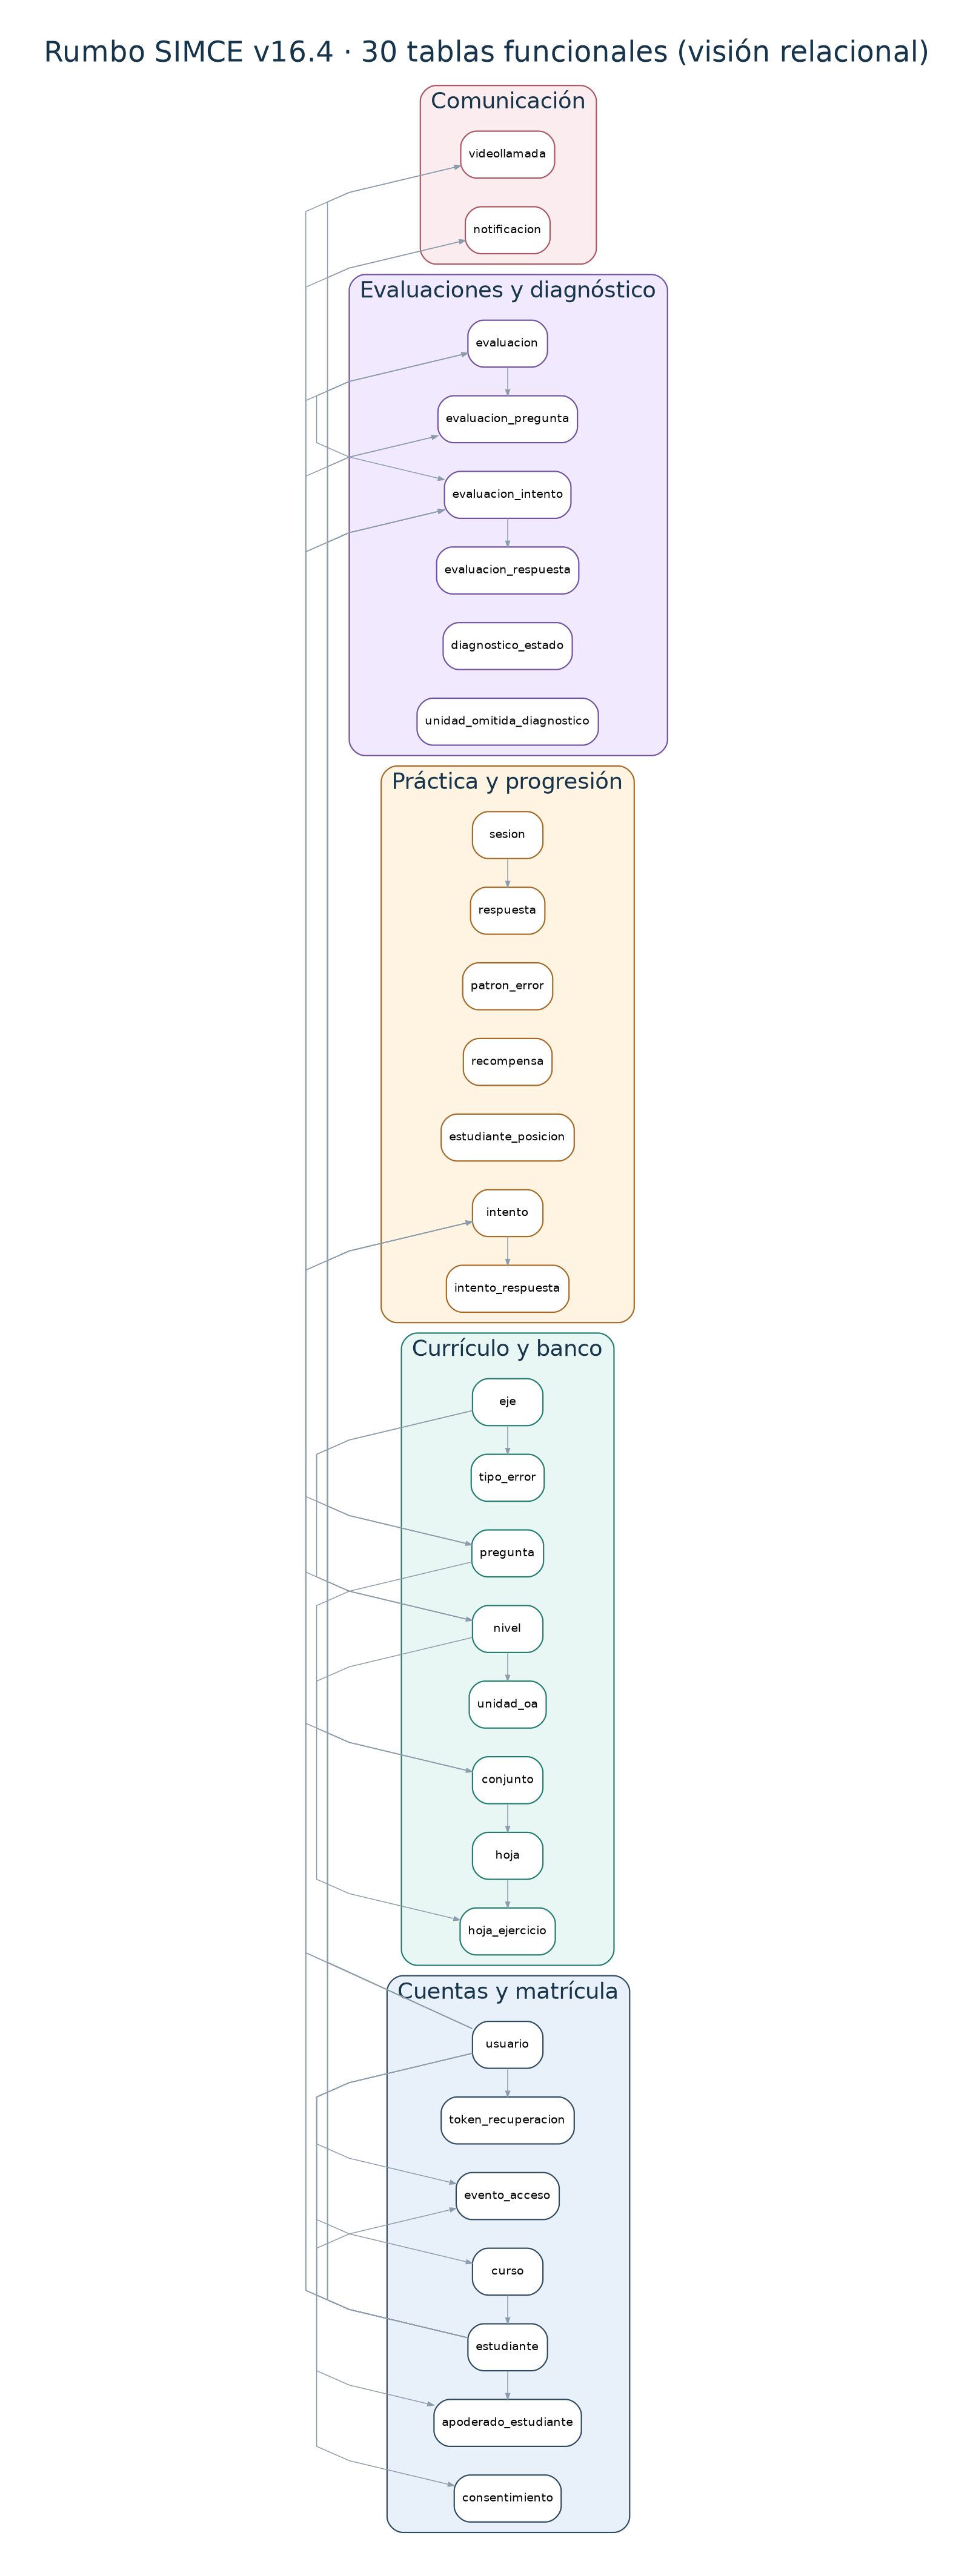 Rumbo SIMCE v16.4 · 30 tablas funcionales (visión relacional)
Comunicación
videollamada
notificacion
Evaluaciones y diagnóstico
evaluacion
evaluacion_pregunta
evaluacion_intento
evaluacion_respuesta
diagnostico_estado
unidad_omitida_diagnostico
Práctica y progresión
sesion
respuesta
patron_error
recompensa
estudiante_posicion
intento
intento_respuesta
Currículo y banco
eje
tipo_error
pregunta
nivel
unidad_oa
conjunto
hoja
hoja_ejercicio
Cuentas y matrícula
usuario
token_recuperacion
evento_acceso
curso
estudiante
apoderado_estudiante
consentimiento